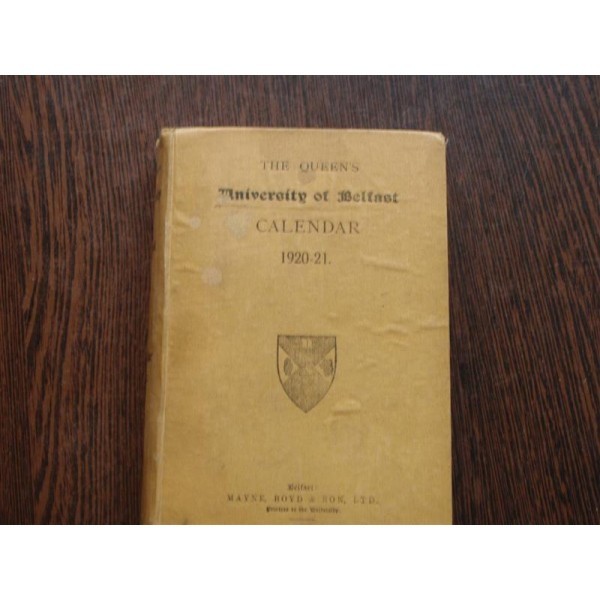 THE QUEEN'S
University of Belfast
CALENDAR
1920-21.
Belfast:
MAYNE, BOYD & SON, LTD.,
Printers to the University.